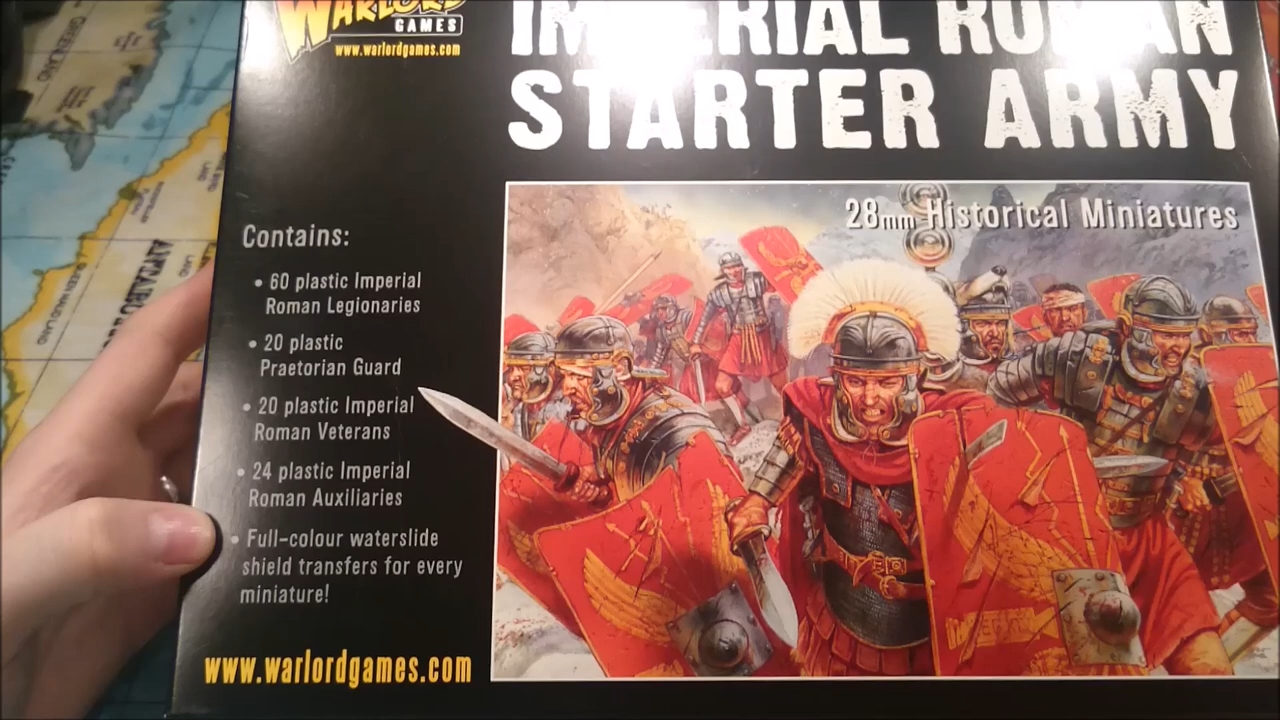 WARLORD
GAMES
www.warlordgames.com
IMPERIAL ROMAN
STARTER ARMY
28mm Historical Miniatures
Contains:
• 60 plastic Imperial
Roman Legionaries
• 20 plastic
Praetorian Guard
• 20 plastic Imperial
Roman Veterans
• 24 plastic Imperial
Roman Auxiliaries
• Full-colour waterslide
shield transfers for every
miniature!
www.warlordgames.com